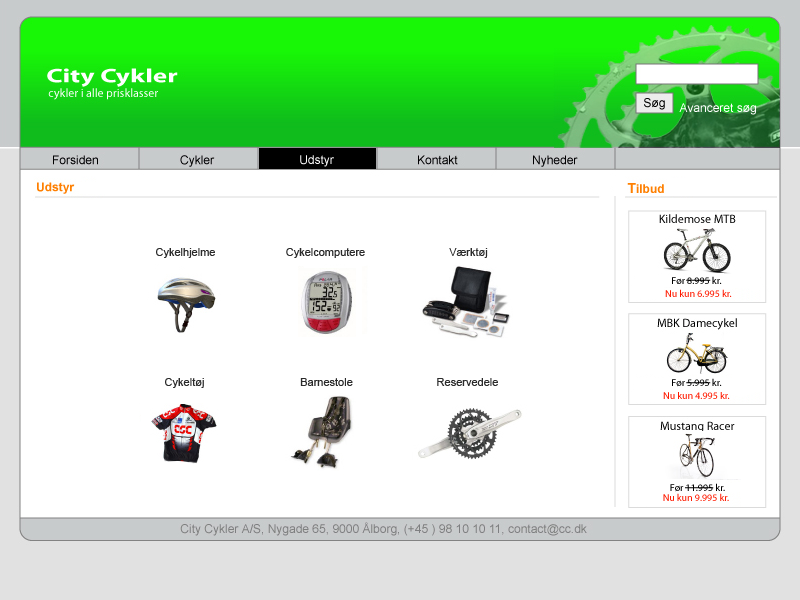 City Cykler
cykler i alle prisklasser
Søg
Avanceret søg
Forsiden
Cykler
Udstyr
Kontakt
Nyheder
Udstyr
Cykelhjelme
Cykelcomputere
Værktøj
Cykeltøj
Barnestole
Reservedele
CSC
Tilbud
Kildemose MTB
Før 8.995 kr.
Nu kun 6.995 kr.
MBK Damecykel
Før 5.995 kr.
Nu kun 4.995 kr.
Mustang Racer
Før 11.995 kr.
Nu kun 9.995 kr.
City Cykler A/S, Nygade 65, 9000 Ålborg, (+45 ) 98 10 10 11, contact@cc.dk